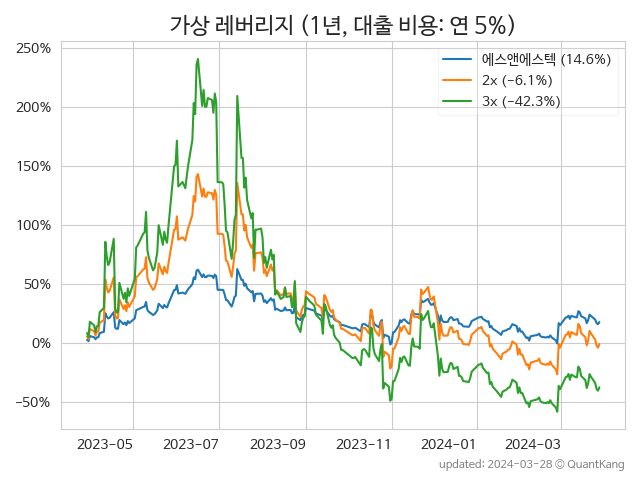 가상 레버리지 (1년, 대출 비용: 연 5%)
250%
200%
150%
100%
50%
0%
−50%
에스앤에스텍 (14.6%)
2x (−6.1%)
3x (−42.3%)
2023-05 2023-07 2023-09 2023-11 2024-01 2024-03
updated: 2024-03-28 © QuantKang